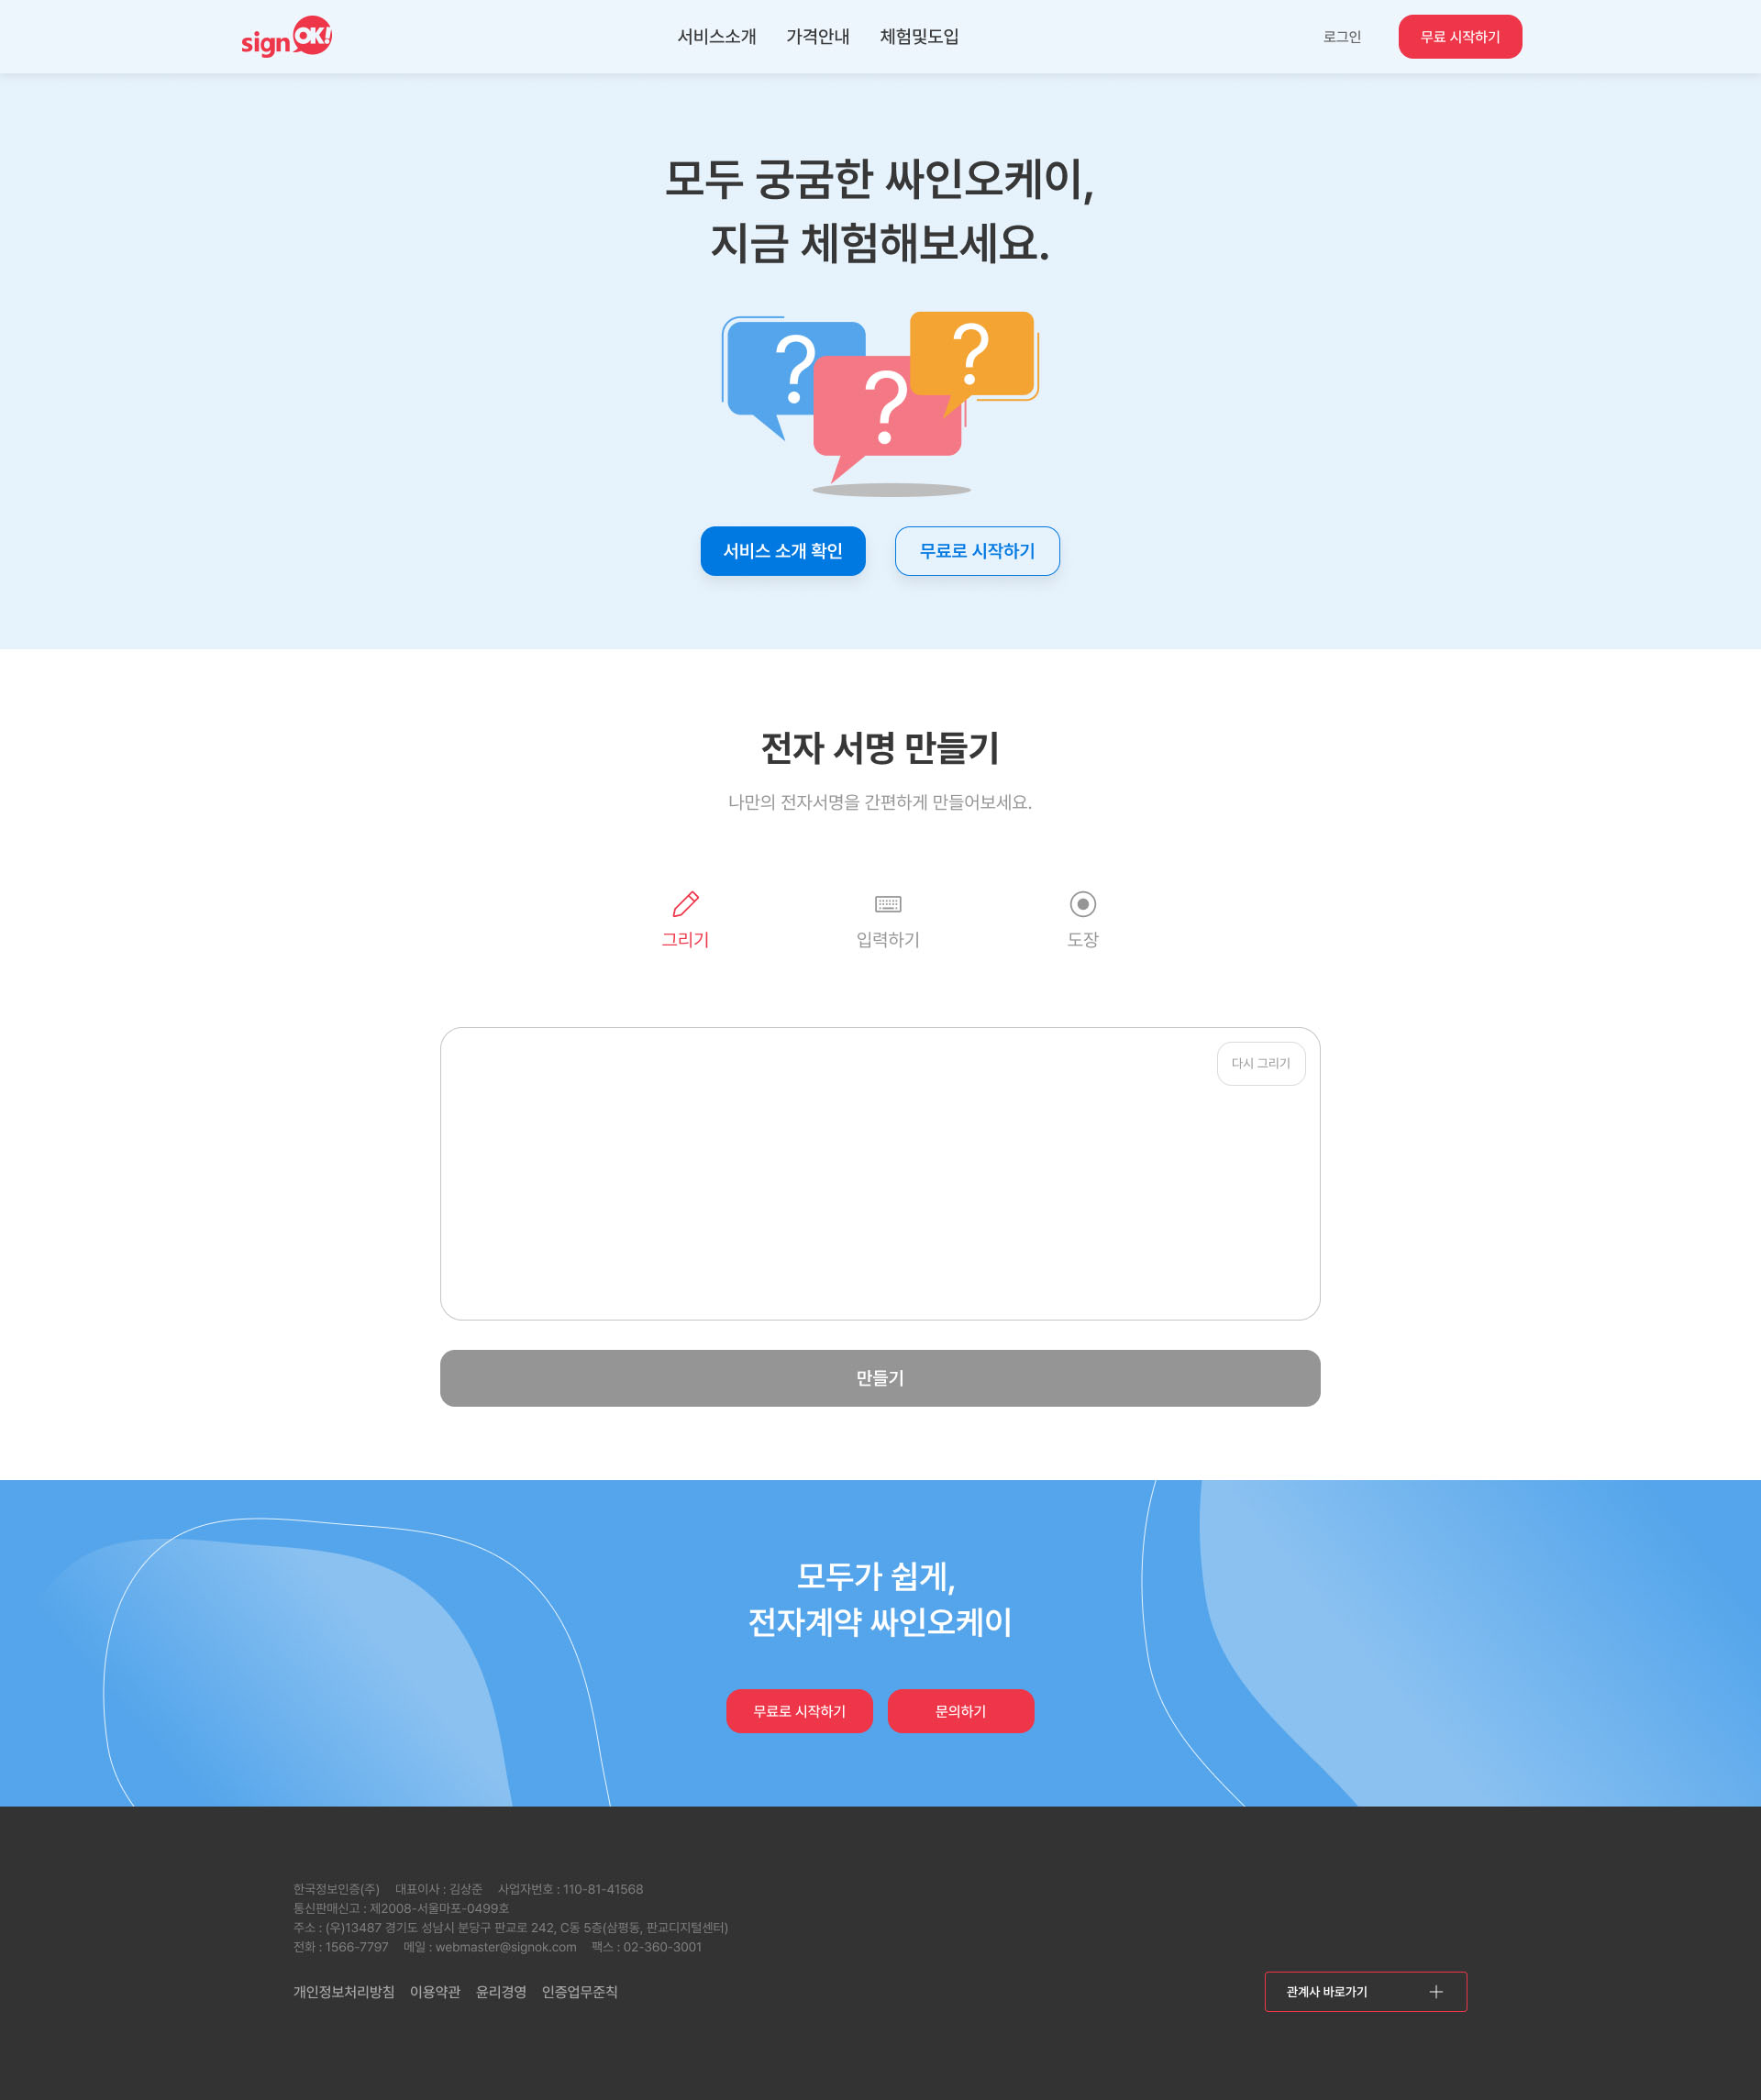 sign OK!
서비스소개 가격안내 체험및도입
로그인
무료 시작하기
모두 궁굼한 싸인오케이,
지금 체험해보세요.
? ? ?
서비스 소개 확인
무료로 시작하기
전자 서명 만들기
나만의 전자서명을 간편하게 만들어보세요.
그리기
입력하기
도장
다시 그리기
만들기
모두가 쉽게,
전자계약 싸인오케이
무료로 시작하기
문의하기
한국정보인증(주) 대표이사 : 김상준 사업자번호 : 110-81-41568
통신판매신고 : 제2008-서울마포-0499호
주소 : (우)13487 경기도 성남시 분당구 판교로 242, C동 5층(삼평동, 판교디지털센터)
전화 : 1566-7797 메일 : webmaster@signok.com 팩스 : 02-360-3001
개인정보처리방침 이용약관 윤리경영 인증업무준칙
관계사 바로가기 +